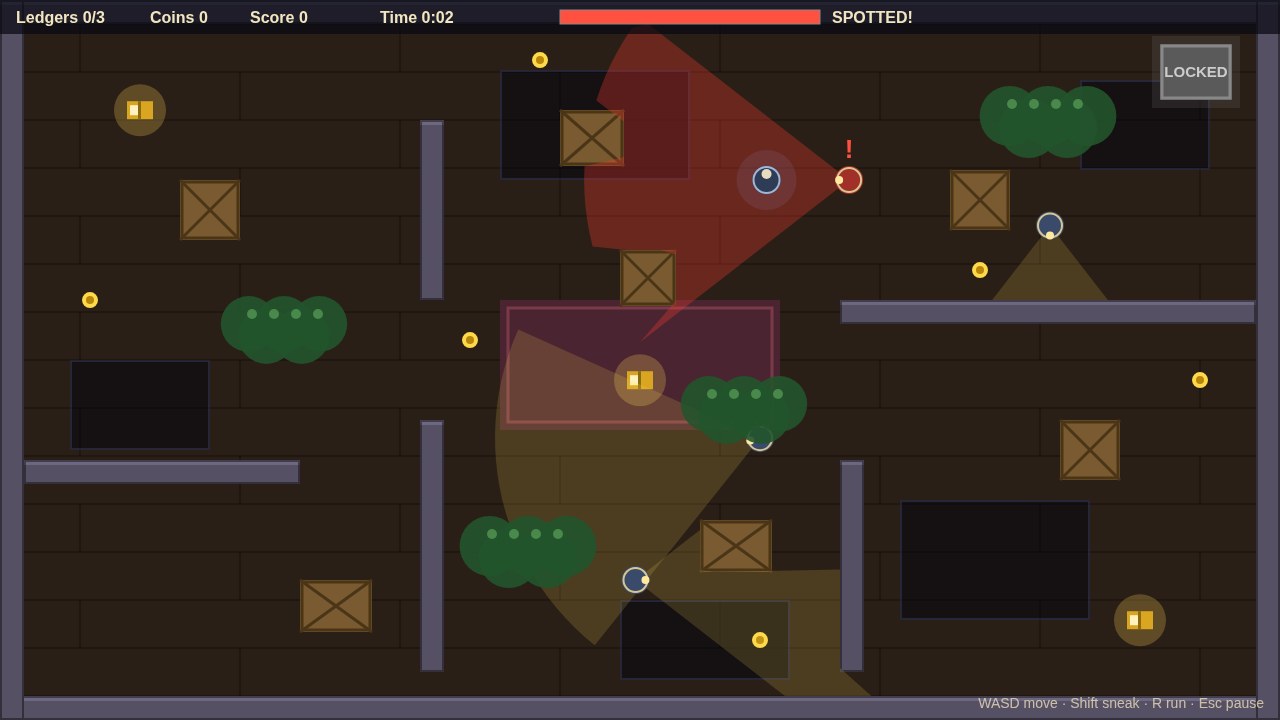 Ledgers 0/3 Coins 0 Score 0 Time 0:02 SPOTTED!
LOCKED
!
WASD move · Shift sneak · R run · Esc pause